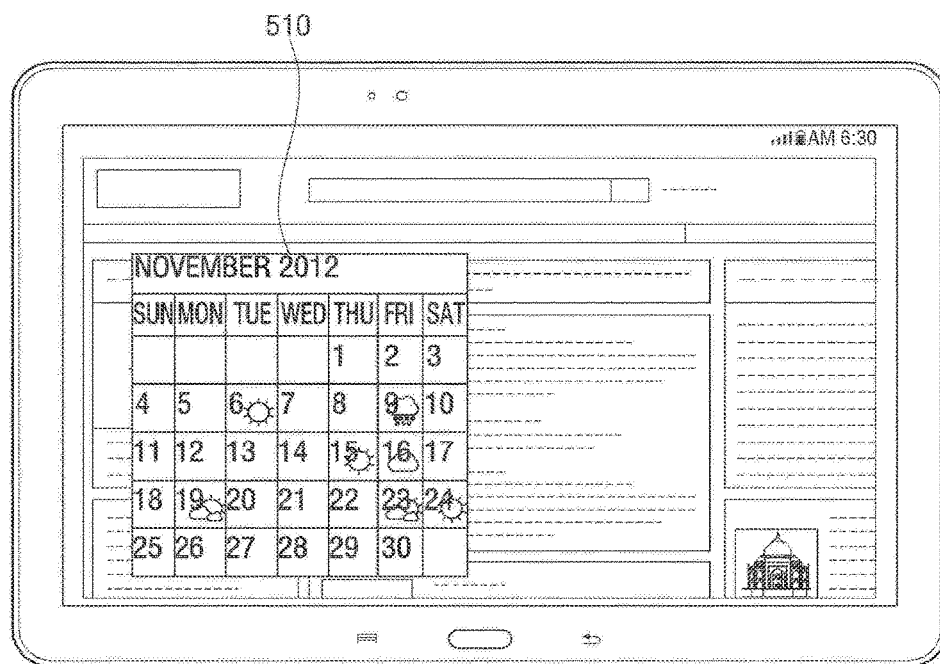 510
AM 6:30
NOVEMBER 2012
SUN MON TUE WED THU FRI SAT
1 2 3
4 5 6 7 8 9 10
11 12 13 14 15 16 17
18 19 20 21 22 23 24
25 26 27 28 29 30